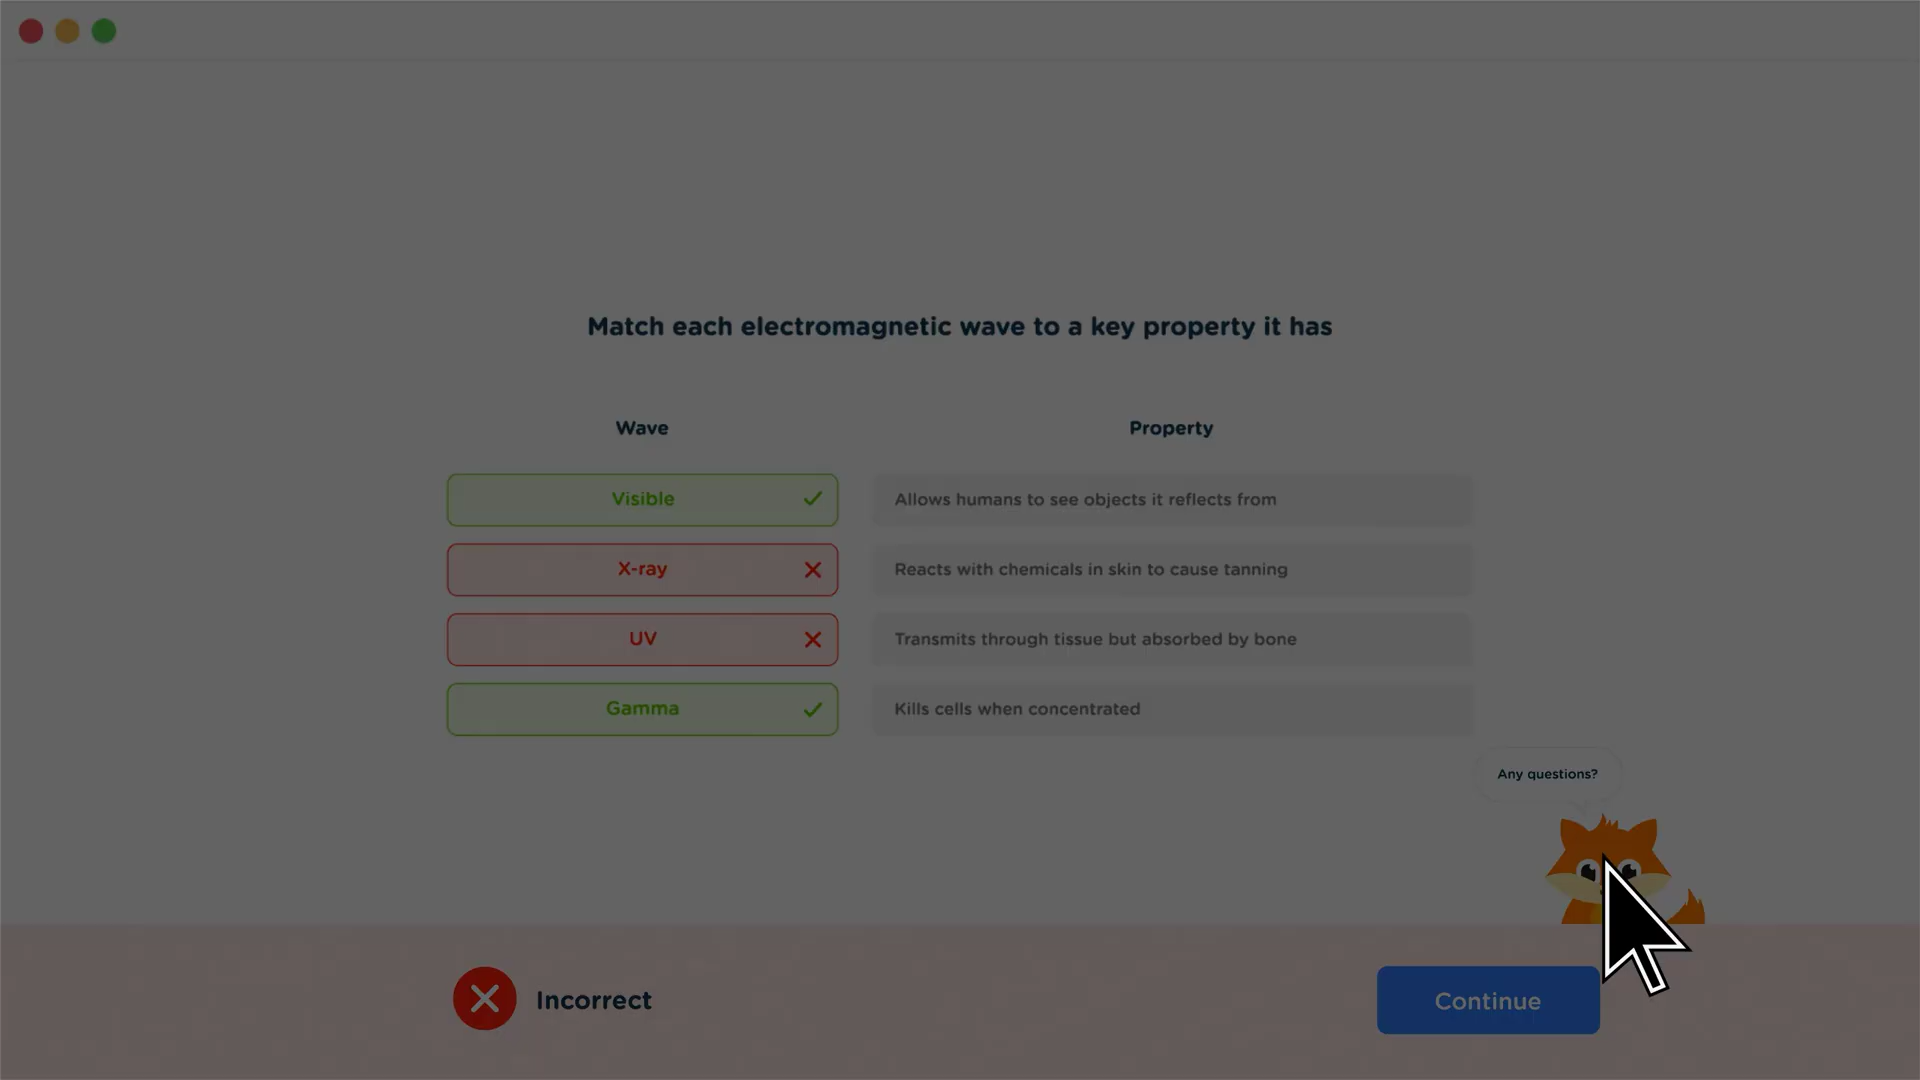 Match each electromagnetic wave to a key property it has
Wave
Property
Visible
Allows humans to see objects it reflects from
X-ray
Reacts with chemicals in skin to cause tanning
UV
Transmits through tissue but absorbed by bone
Gamma
Kills cells when concentrated
Any questions?
Incorrect
Continue